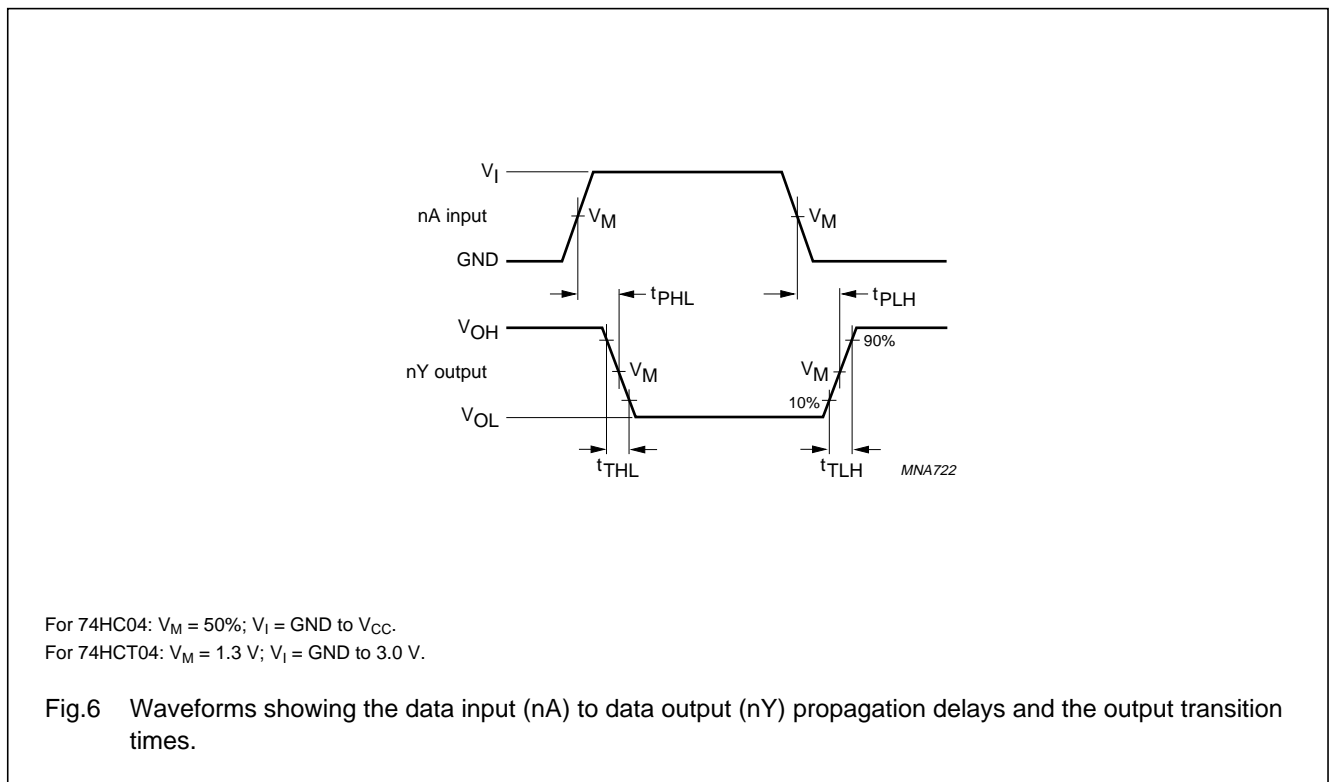 V_I
nA input
V_M
V_M
GND
t_PHL
t_PLH
V_OH
90%
nY output
V_M
V_M
10%
V_OL
t_THL
t_TLH
MNA722
For 74HC04: V_M = 50%; V_I = GND to V_CC.
For 74HCT04: V_M = 1.3 V; V_I = GND to 3.0 V.
Fig.6 Waveforms showing the data input (nA) to data output (nY) propagation delays and the output transition
times.